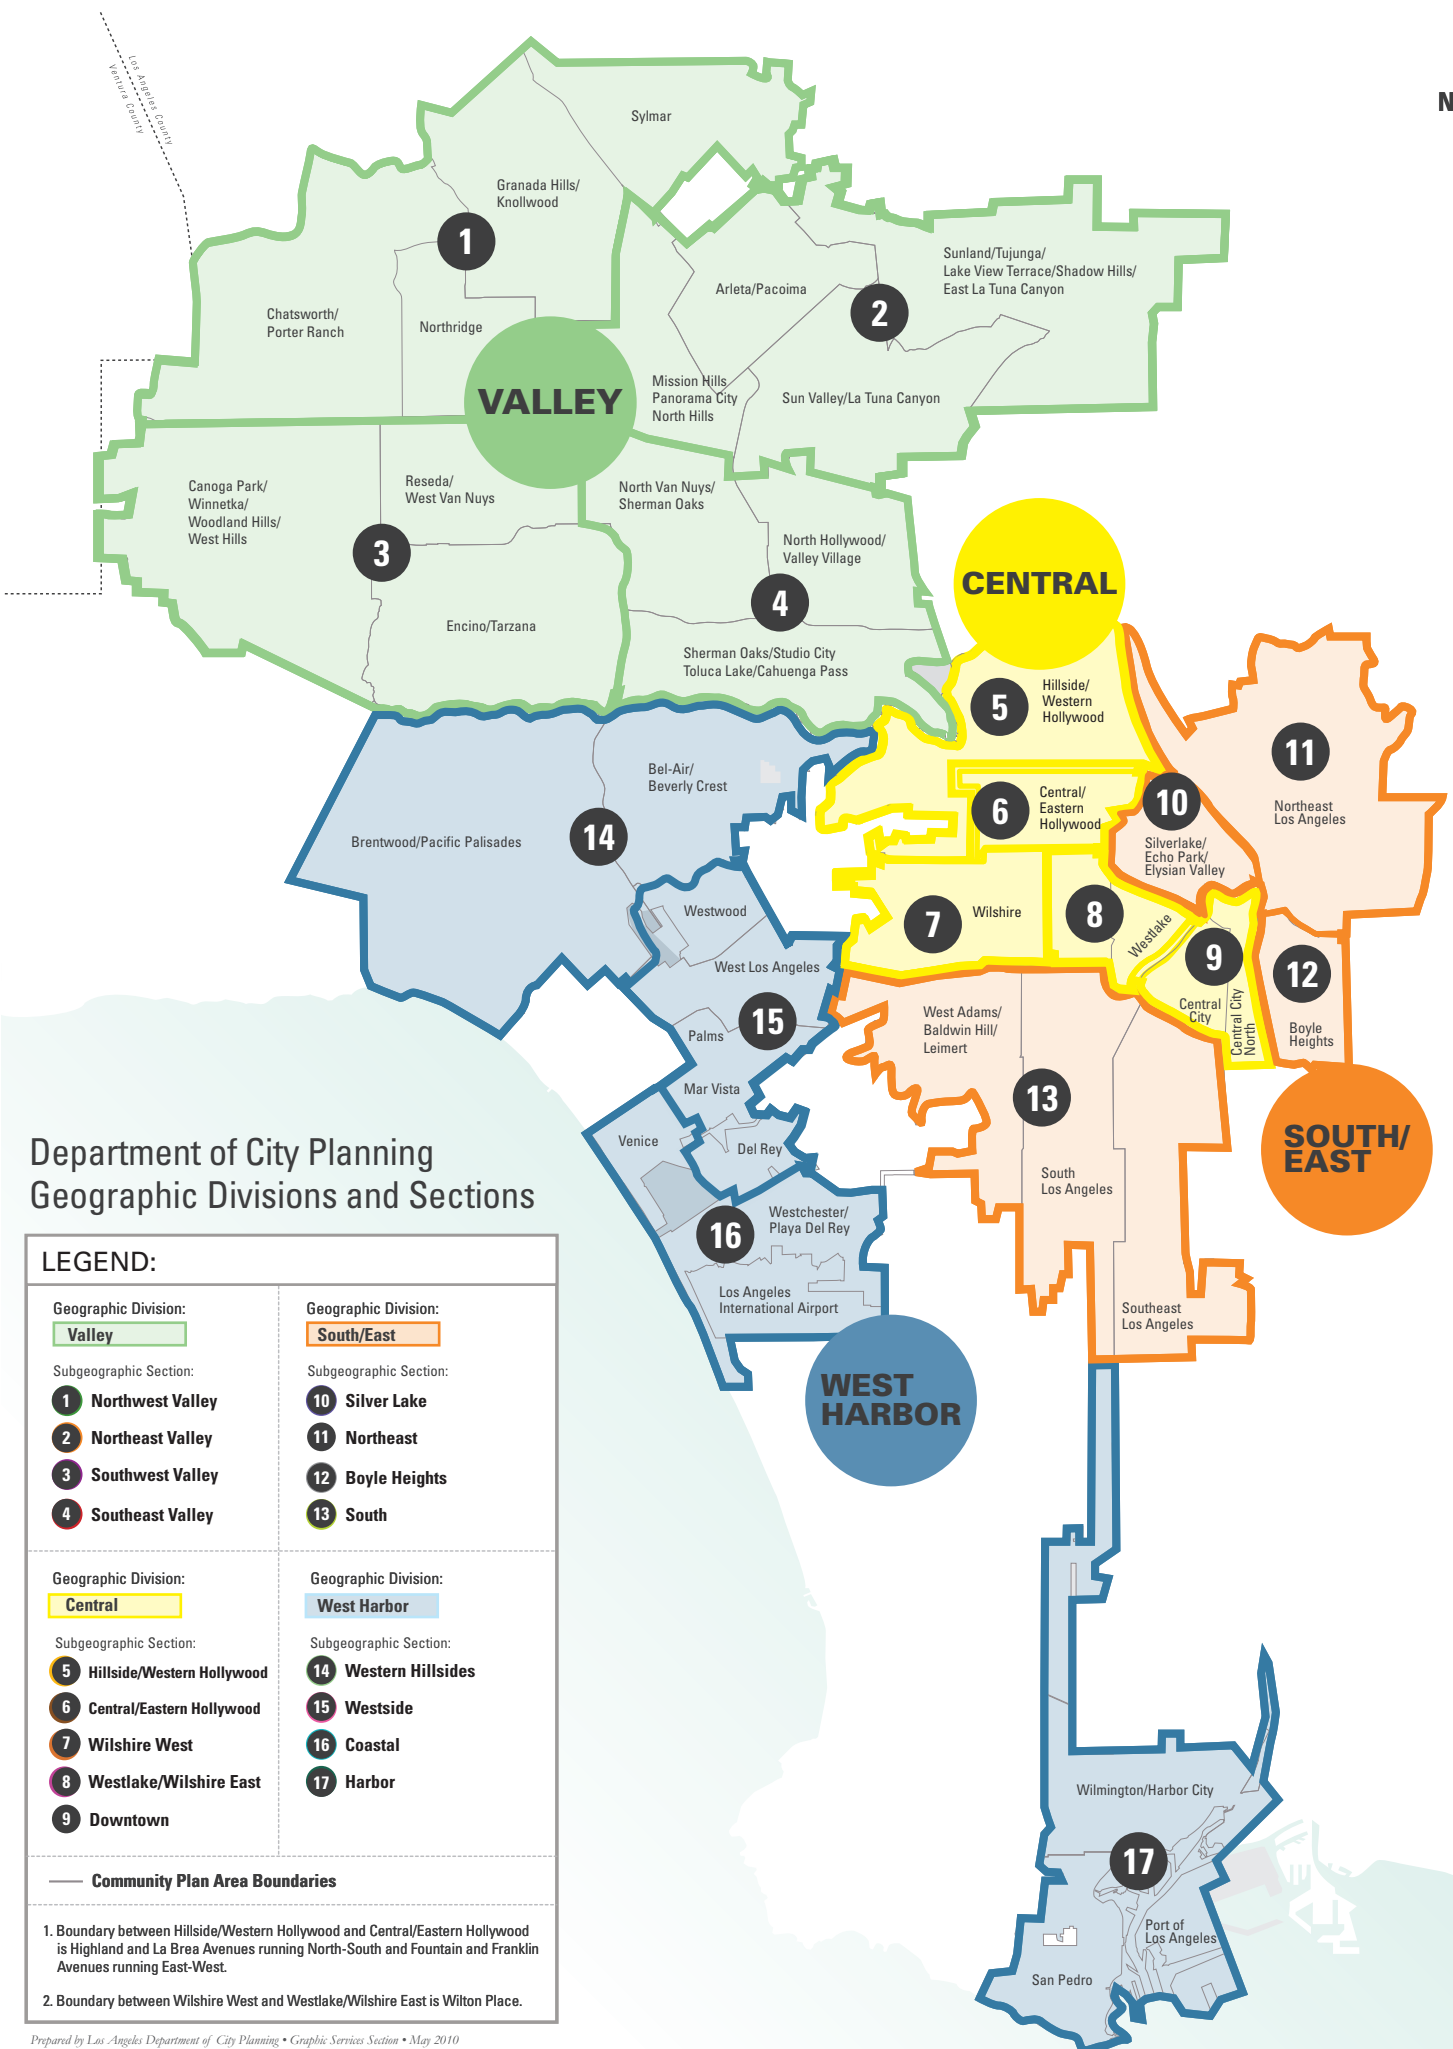 Los Angeles County
Ventura County
N
Sylmar
Granada Hills/
Knollwood
1
Chatsworth/
Porter Ranch
Northridge
Arleta/Pacoima
2
Sunland/Tujunga/
Lake View Terrace/Shadow Hills/
East La Tuna Canyon
VALLEY
Mission Hills
Panorama City
North Hills
Sun Valley/La Tuna Canyon
Canoga Park/
Winnetka/
Woodland Hills/
West Hills
Reseda/
West Van Nuys
3
North Van Nuys/
Sherman Oaks
North Hollywood/
Valley Village
4
Encino/Tarzana
Sherman Oaks/Studio City
Toluca Lake/Cahuenga Pass
CENTRAL
5
Hillside/
Western
Hollywood
6
Central/
Eastern
Hollywood
10
Silverlake/
Echo Park/
Elysian Valley
11
Northeast
Los Angeles
Bel-Air/
Beverly Crest
Brentwood/Pacific Palisades
14
Westwood
7
Wilshire
8
Westlake
9
Central
City
Central City
North
12
Boyle
Heights
West Los Angeles
15
Palms
Mar Vista
West Adams/
Baldwin Hill/
Leimert
13
Venice
Del Rey
SOUTH/
EAST
South
Los Angeles
16
Westchester/
Playa Del Rey
Los Angeles
International Airport
Southeast
Los Angeles
WEST
HARBOR
Wilmington/Harbor City
17
Port of
Los Angeles
San Pedro
Department of City Planning
Geographic Divisions and Sections
LEGEND:
Geographic Division:
Valley
Subgeographic Section:
1 Northwest Valley
2 Northeast Valley
3 Southwest Valley
4 Southeast Valley
Geographic Division:
South/East
Subgeographic Section:
10 Silver Lake
11 Northeast
12 Boyle Heights
13 South
Geographic Division:
Central
Subgeographic Section:
5 Hillside/Western Hollywood
6 Central/Eastern Hollywood
7 Wilshire West
8 Westlake/Wilshire East
9 Downtown
Geographic Division:
West Harbor
Subgeographic Section:
14 Western Hillsides
15 Westside
16 Coastal
17 Harbor
Community Plan Area Boundaries
1. Boundary between Hillside/Western Hollywood and Central/Eastern Hollywood
is Highland and La Brea Avenues running North-South and Fountain and Franklin
Avenues running East-West.
2. Boundary between Wilshire West and Westlake/Wilshire East is Wilton Place.
Prepared by Los Angeles Department of City Planning • Graphic Services Section • May 2010